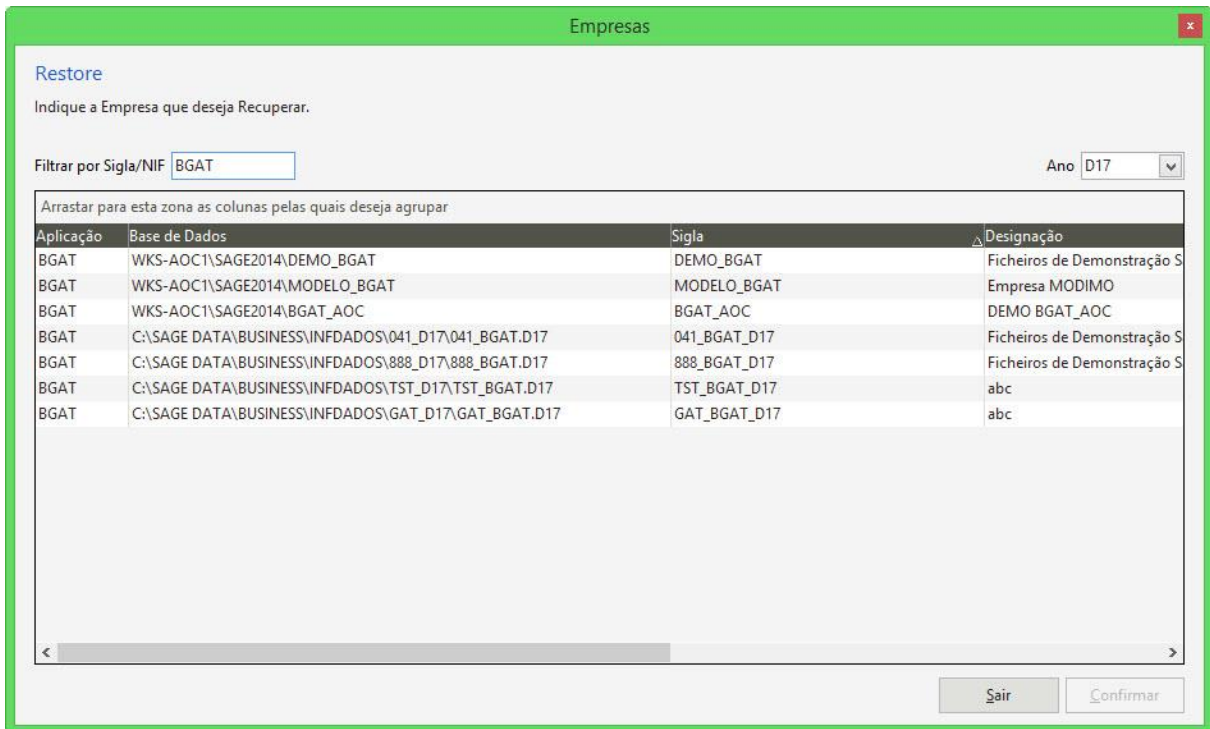 Empresas
x
Restore
Indique a Empresa que deseja Recuperar.
Filtrar por Sigla/NIF BGAT Ano D17
Arrastar para esta zona as colunas pelas quais deseja agrupar
Aplicação Base de Dados Sigla Designação
BGAT WKS-AOC1\SAGE2014\DEMO_BGAT DEMO_BGAT Ficheiros de Demonstração S
BGAT WKS-AOC1\SAGE2014\MODELO_BGAT MODELO_BGAT Empresa MODIMO
BGAT WKS-AOC1\SAGE2014\BGAT_AOC BGAT_AOC DEMO BGAT_AOC
BGAT C:\SAGE DATA\BUSINESS\INFDADOS\041_D17\041_BGAT.D17 041_BGAT_D17 Ficheiros de Demonstração S
BGAT C:\SAGE DATA\BUSINESS\INFDADOS\888_D17\888_BGAT.D17 888_BGAT_D17 Ficheiros de Demonstração S
BGAT C:\SAGE DATA\BUSINESS\INFDADOS\TST_D17\TST_BGAT.D17 TST_BGAT_D17 abc
BGAT C:\SAGE DATA\BUSINESS\INFDADOS\GAT_D17\GAT_BGAT.D17 GAT_BGAT_D17 abc
Sair Confirmar